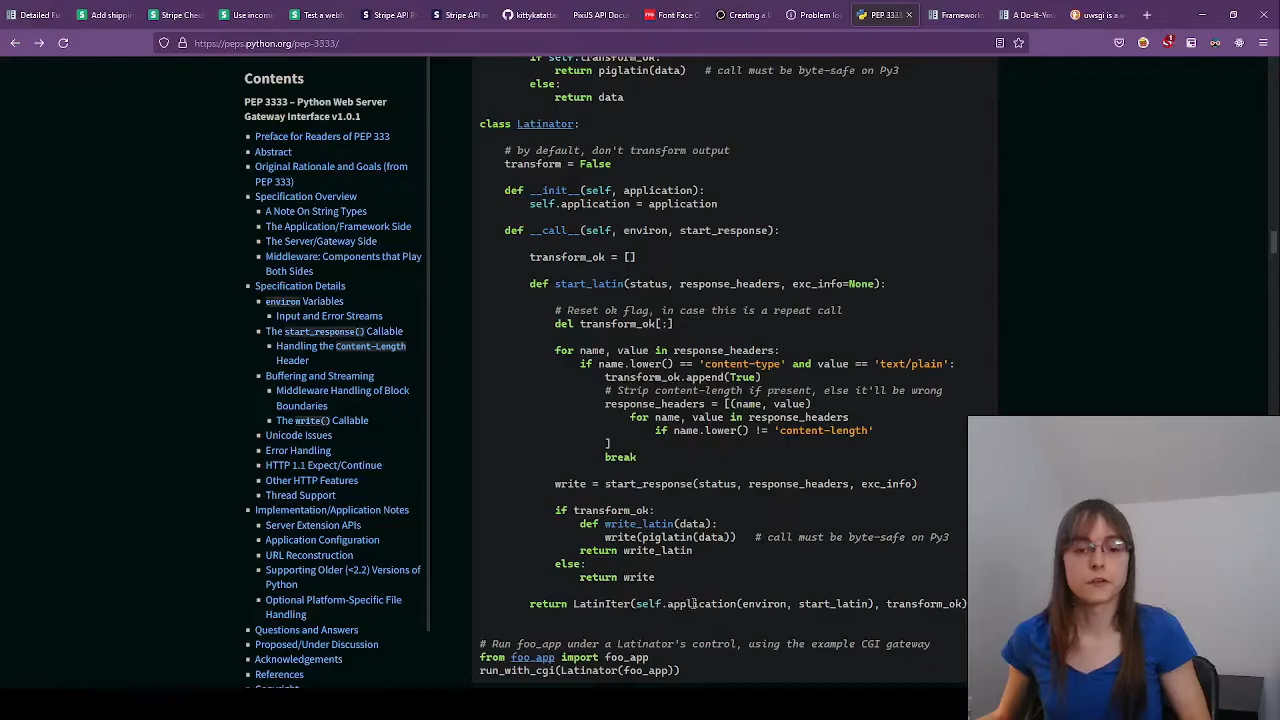 Stripe Ch
Add shippin
Stripe Chec
Use incomin
Test a webh
Stripe API R
Stripe API
kittykatatt
PixiJS API Docum
Font Face O
Creating a l
Problem loa
PEP 3333
Frameworks
A Do-It-You
uwsgi is a w
https://peps.python.org/pep-3333/
Contents
PEP 3333 – Python Web Server
Gateway Interface v1.0.1
Preface for Readers of PEP 333
Abstract
Original Rationale and Goals (from
PEP 333)
Specification Overview
A Note On String Types
The Application/Framework Side
The Server/Gateway Side
Middleware: Components that Play
Both Sides
Specification Details
environ Variables
Input and Error Streams
The start_response() Callable
Handling the Content-Length
Header
Buffering and Streaming
Middleware Handling of Block
Boundaries
The write() Callable
Unicode Issues
Error Handling
HTTP 1.1 Expect/Continue
Other HTTP Features
Thread Support
Implementation/Application Notes
Server Extension APIs
Application Configuration
URL Reconstruction
Supporting Older (<2.2) Versions of
Python
Optional Platform-Specific File
Handling
Questions and Answers
Proposed/Under Discussion
Acknowledgements
References
Copyright
if self.transform_ok:
return piglatin(data)   # call must be byte-safe on Py3
else:
return data
class Latinator:
# by default, don't transform output
transform = False
def __init__(self, application):
self.application = application
def __call__(self, environ, start_response):
transform_ok = []
def start_latin(status, response_headers, exc_info=None):
# Reset ok flag, in case this is a repeat call
del transform_ok[:]
for name, value in response_headers:
if name.lower() == 'content-type' and value == 'text/plain':
transform_ok.append(True)
# Strip content-length if present, else it'll be wrong
response_headers = [(name, value)
for name, value in response_headers
if name.lower() != 'content-length'
]
break
write = start_response(status, response_headers, exc_info)
if transform_ok:
def write_latin(data):
write(piglatin(data))   # call must be byte-safe on Py3
return write_latin
else:
return write
return LatinIter(self.application(environ, start_latin), transform_ok)
# Run foo_app under a Latinator's control, using the example CGI gateway
from foo_app import foo_app
run_with_cgi(Latinator(foo_app))